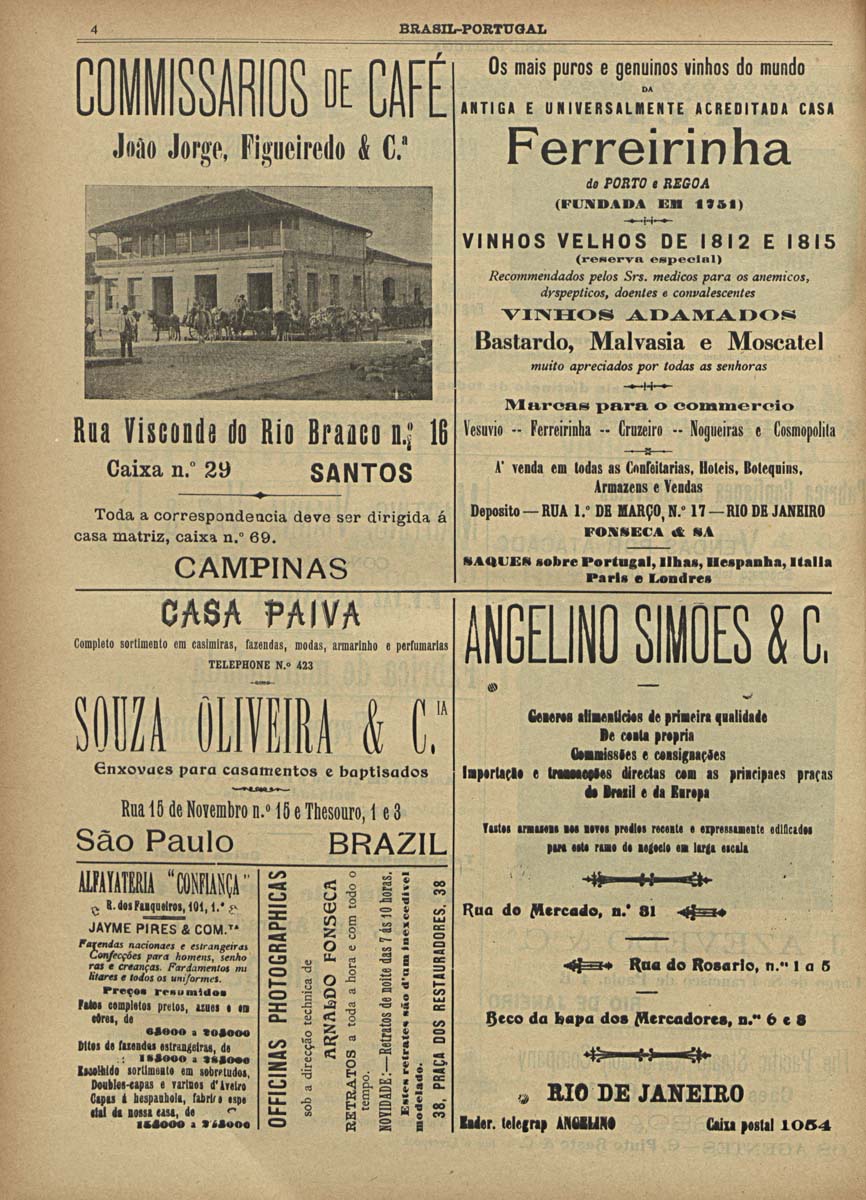 4
BRASIL-PORTUGAL
COMMISSARIOS DE CAFÉ
João Jorge, Figueiredo & C.ª
Rua Visconde do Rio Branco n.º 16
Caixa n.º 29 SANTOS
Toda a correspondencia deve ser dirigida á
casa matriz, caixa n.º 69.
CAMPINAS
Os mais puros e genuinos vinhos do mundo
DA
ANTIGA E UNIVERSALMENTE ACREDITADA CASA
Ferreirinha
do PORTO e REGOA
(FUNDADA EM 1751)
VINHOS VELHOS DE 1812 E 1815
(reserva especial)
Recommendados pelos Srs. medicos para os anemicos,
dyspepticos, doentes e convalescentes
VINHOS ADAMADOS
Bastardo, Malvasia e Moscatel
muito apreciados por todas as senhoras
Marcas para o commercio
Vesuvio -- Ferreirinha -- Cruzeiro -- Nogueiras e Cosmopolita
A' venda em todas as Confeitarias, Hoteis, Botequins,
Armazens e Vendas
Deposito — RUA 1.º DE MARÇO, N.º 17 — RIO DE JANEIRO
FONSECA & SÁ
SAQUES sobre Portugal, Ilhas, Hespanha, Italia
Paris e Londres
CASA PAIVA
Completo sortimento em casimiras, fazendas, modas, armarinho e perfumarias
TELEPHONE N.º 423
SOUZA OLIVEIRA & C.IA
Enxovaes para casamentos e baptisados
Rua 15 de Novembro n.º 15 e Thesouro, 1 e 3
São Paulo BRAZIL
ALFAYATERIA "CONFIANÇA"
R. dos Fanqueiros, 101, 1.º
JAYME PIRES & COM.TA
Fazendas nacionaes e estrangeiras
Confecções para homens, senho
ras e creanças. Fardamentos mi
litares e todos os uniformes.
Preços resumidos
Fatos completos pretos, azues e em
côres, de
Ditos de fazendas estrangeiras, de
Escolhido sortimento em sobretudos,
Doubles-capas e varinos d'Aveiro
Capas á hespanhola, fabrico espe
cial da nossa casa, de
OFFICINAS PHOTOGRAPHICAS
sob a direcção technica de
ARNALDO FONSECA
RETRATOS a toda a hora e com todo o
tempo.
NOVIDADE:—Retratos de noite das 7 ás 10 horas.
Estes retratos são d'um inexcedivel
modelado.
38, PRAÇA DOS RESTAURADORES, 38
ANGELINO SIMÕES & C.
Generos alimenticios de primeira qualidade
De conta propria
Commissões e consignações
Importação e transacções directas com as principaes praças
do Brazil e da Europa
Vastos armazens nos novos predios recente e expressamente edificados
para este ramo de negocio em larga escala
Rua do Mercado, n.º 81
Rua do Rosario, n.ºs 1 a 5
Beco da Lapa dos Mercadores, n.ºs 6 e 8
RIO DE JANEIRO
Ender. telegrap ANGELINO Caixa postal 1054